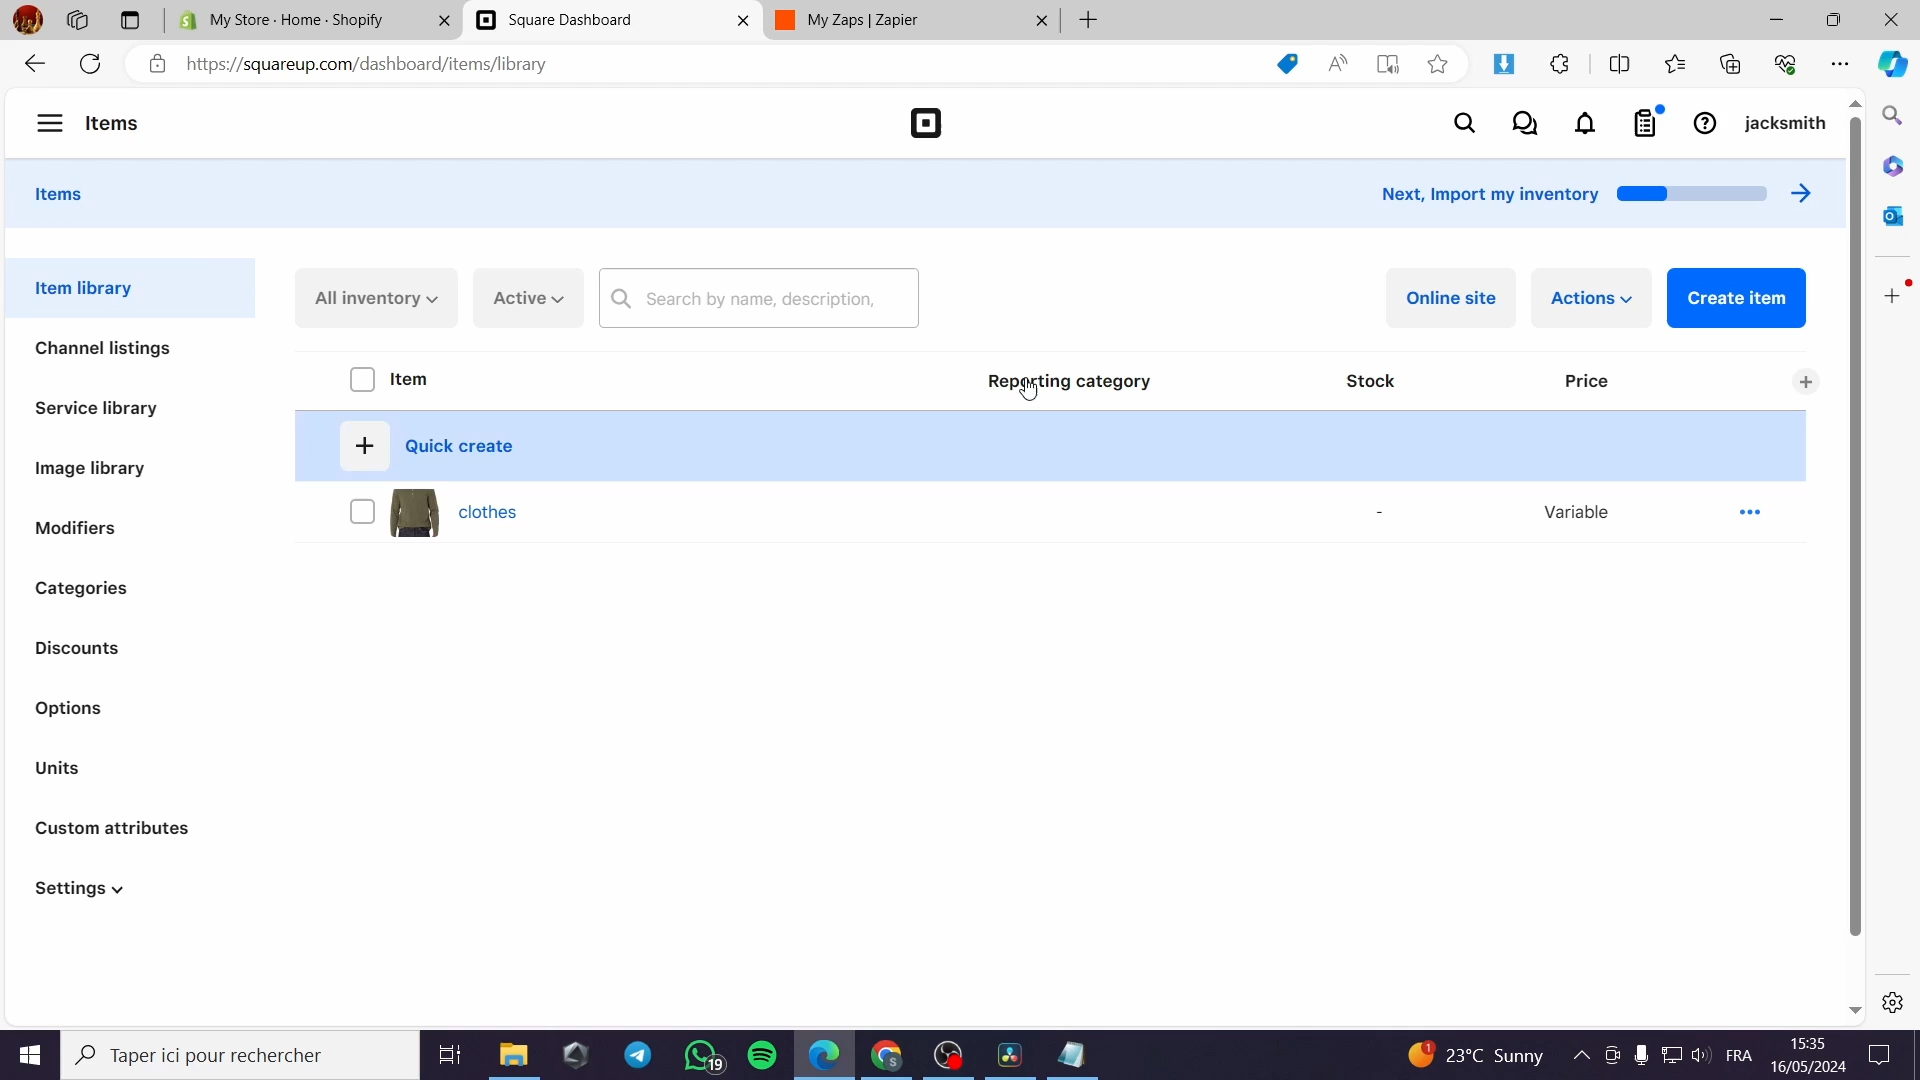 My Store · Home · Shopify
Square Dashboard
My Zaps | Zapier
https://squareup.com/dashboard/items/library
Items
jacksmith
Items
Next, Import my inventory
Item library
Channel listings
Service library
Image library
Modifiers
Categories
Discounts
Options
Units
Custom attributes
Settings
All inventory
Active
Search by name, description,
Online site
Actions
Create item
Item
Reporting category
Stock
Price
Quick create
clothes
-
Variable
Taper ici pour rechercher
19
1
23°C Sunny
FRA
15:35
16/05/2024